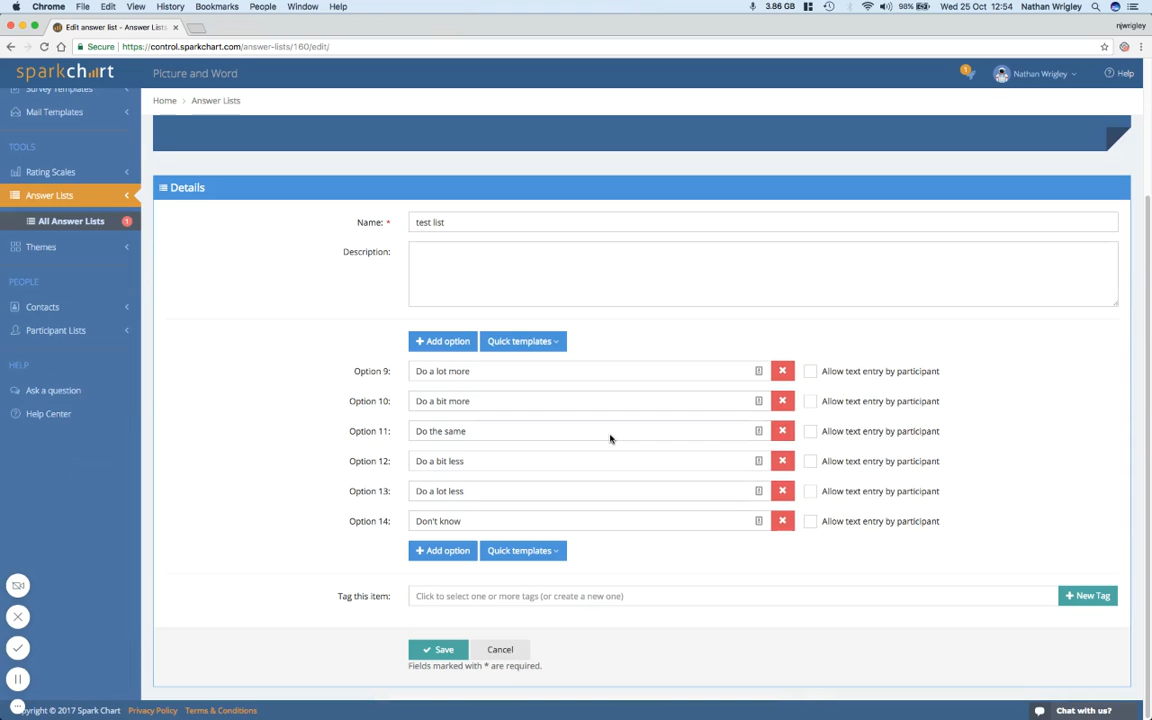 Chrome File Edit View History Bookmarks People Window Help 3.86 GB 98% Wed 25 Oct 12:54 Nathan Wrigley
Edit answer list - Answer Lists njwrigley
Secure https://control.sparkchart.com/answer-lists/160/edit/
sparkchart Picture and Word 1 Nathan Wrigley Help
Survey Templates
Home > Answer Lists
Mail Templates
TOOLS
Rating Scales
Answer Lists
All Answer Lists 1
Themes
PEOPLE
Contacts
Participant Lists
HELP
Ask a question
Help Center
Details
Name: * test list
Description:
+ Add option Quick templates
Option 9: Do a lot more Allow text entry by participant
Option 10: Do a bit more Allow text entry by participant
Option 11: Do the same Allow text entry by participant
Option 12: Do a bit less Allow text entry by participant
Option 13: Do a lot less Allow text entry by participant
Option 14: Don't know Allow text entry by participant
+ Add option Quick templates
Tag this item: Click to select one or more tags (or create a new one) + New Tag
Save Cancel
Fields marked with * are required.
opyright © 2017 Spark Chart Privacy Policy Terms & Conditions Chat with us?